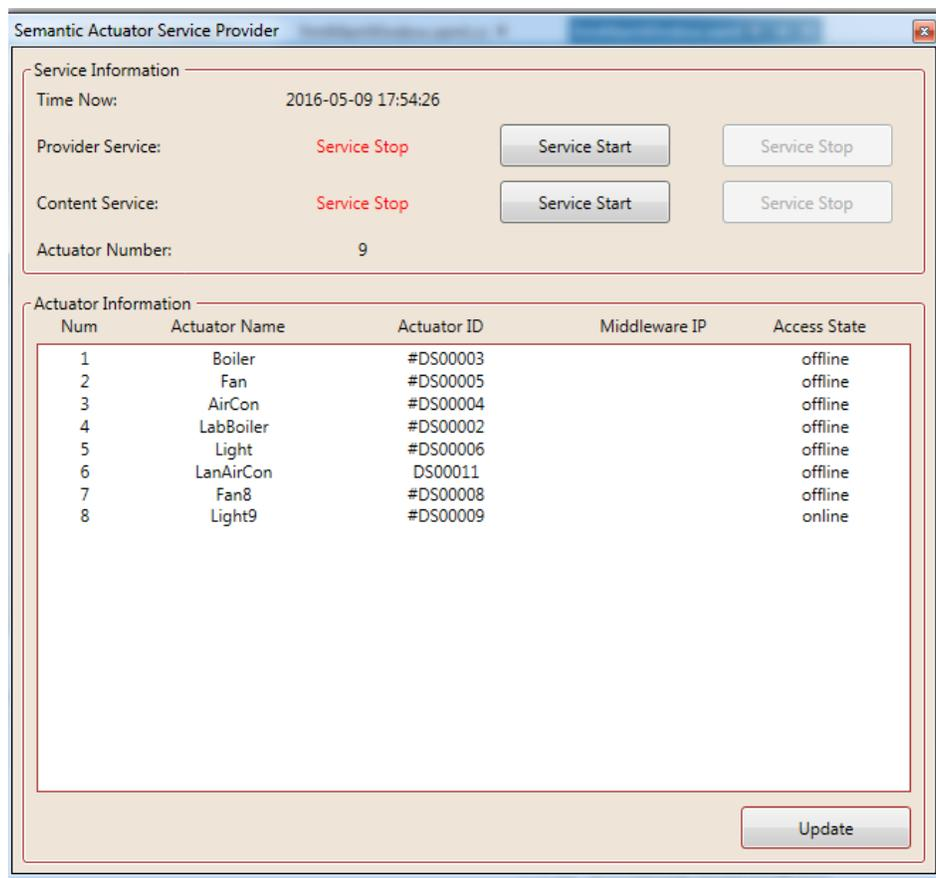 Semantic Actuator Service Provider
Service Information
Time Now: 2016-05-09 17:54:26
Provider Service: Service Stop Service Start Service Stop
Content Service: Service Stop Service Start Service Stop
Actuator Number: 9
Actuator Information
Num Actuator Name Actuator ID Middleware IP Access State
1 Boiler #DS00003 offline
2 Fan #DS00005 offline
3 AirCon #DS00004 offline
4 LabBoiler #DS00002 offline
5 Light #DS00006 offline
6 LanAirCon DS00011 offline
7 Fan8 #DS00008 offline
8 Light9 #DS00009 online
Update